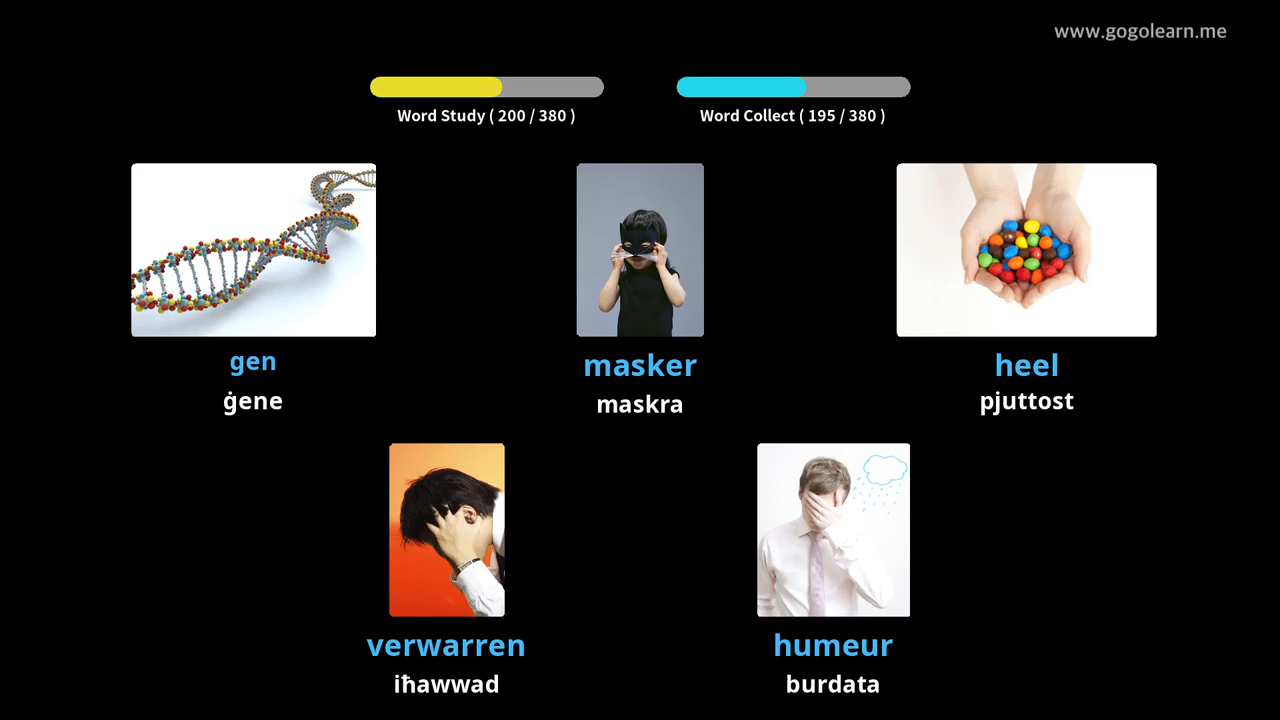 www.gogolearn.me
Word Study ( 200 / 380 )
Word Collect ( 195 / 380 )
gen
ġene
masker
maskra
heel
pjuttost
verwarren
iħawwad
humeur
burdata